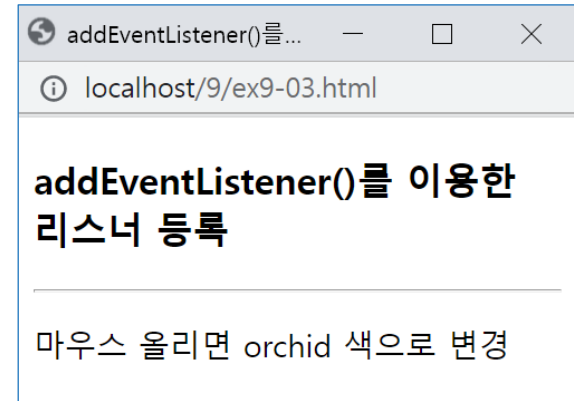 addEventListener()를...
localhost/9/ex9-03.html
addEventListener()를 이용한
리스너 등록
마우스 올리면 orchid 색으로 변경